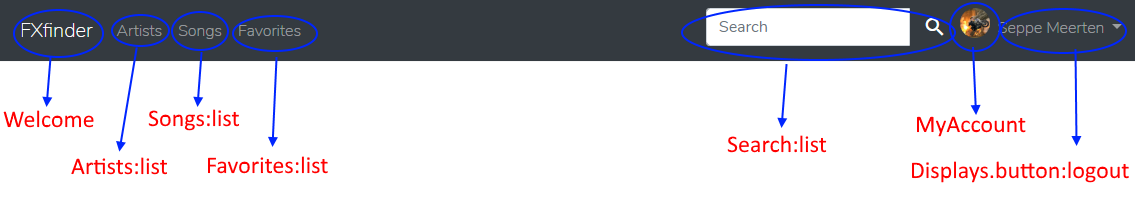 FXfinder Artists Songs Favorites Search Seppe Meerten
Welcome
Songs:list
Artists:list
Favorites:list
Search:list
MyAccount
Displays.button:logout